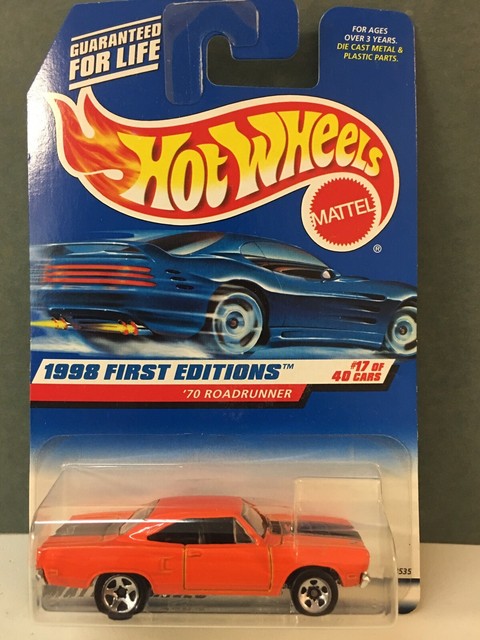 GUARANTEED
FOR LIFE
FOR AGES
OVER 3 YEARS.
DIE CAST METAL &
PLASTIC PARTS.
HOT WHEELS
MATTEL
®
1998 FIRST EDITIONS™
#17 OF
40 CARS
'70 ROADRUNNER